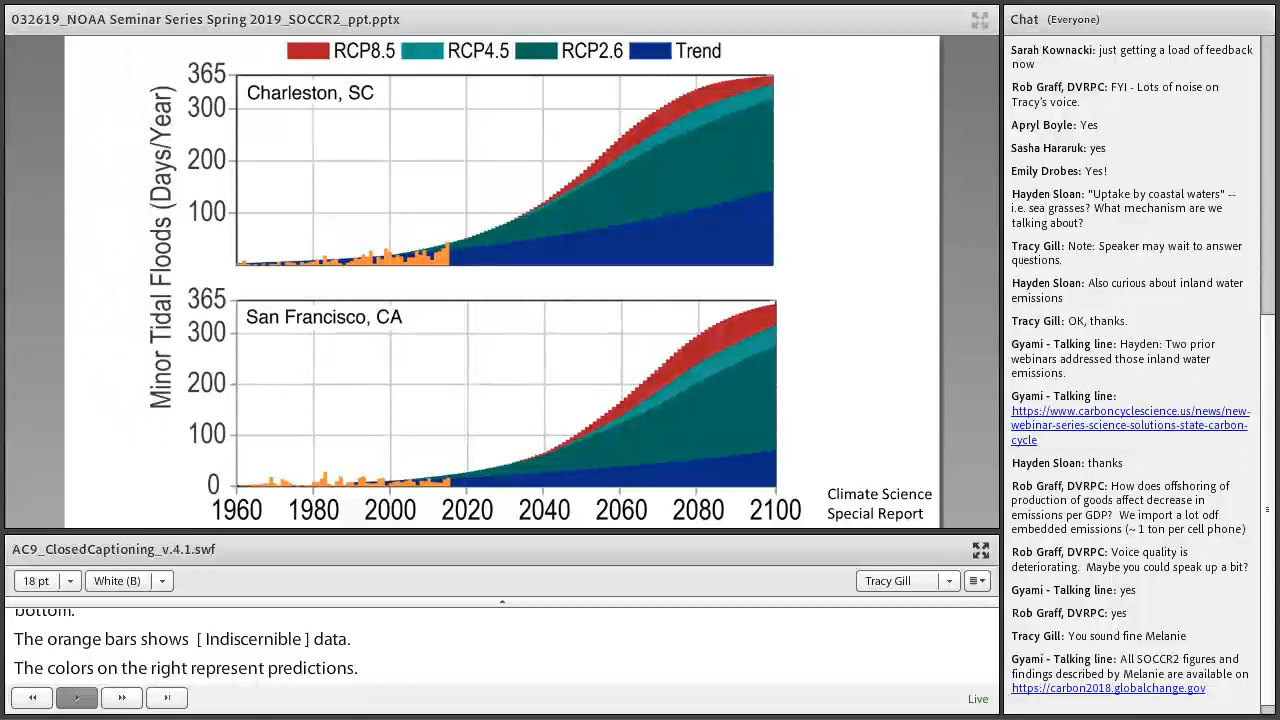 032619_NOAA Seminar Series Spring 2019_SOCCR2_ppt.pptx
RCP8.5 RCP4.5 RCP2.6 Trend
Minor Tidal Floods (Days/Year)
365
300
200
100
Charleston, SC
365
300
200
100
0
San Francisco, CA
1960 1980 2000 2020 2040 2060 2080 2100
Climate Science
Special Report
AC9_ClosedCaptioning_v.4.1.swf
18 pt White (B) Tracy Gill
bottom.
The orange bars shows [ Indiscernible ] data.
The colors on the right represent predictions.
Live
Chat (Everyone)
Sarah Kownacki: just getting a load of feedback
now
Rob Graff, DVRPC: FYI - Lots of noise on
Tracy's voice.
Apryl Boyle: Yes
Sasha Hararuk: yes
Emily Drobes: Yes!
Hayden Sloan: "Uptake by coastal waters" --
i.e. sea grasses? What mechanism are we
talking about?
Tracy Gill: Note: Speaker may wait to answer
questions.
Hayden Sloan: Also curious about inland water
emissions
Tracy Gill: OK, thanks.
Gyami - Talking line: Hayden: Two prior
webinars addressed those inland water
emissions.
Gyami - Talking line:
https://www.carboncyclescience.us/news/new-
webinar-series-science-solutions-state-carbon-
cycle
Hayden Sloan: thanks
Rob Graff, DVRPC: How does offshoring of
production of goods affect decrease in
emissions per GDP? We import a lot odf
embedded emissions (~ 1 ton per cell phone)
Rob Graff, DVRPC: Voice quality is
deteriorating. Maybe you could speak up a bit?
Gyami - Talking line: yes
Rob Graff, DVRPC: yes
Tracy Gill: You sound fine Melanie
Gyami - Talking line: All SOCCR2 figures and
findings described by Melanie are available on
https://carbon2018.globalchange.gov